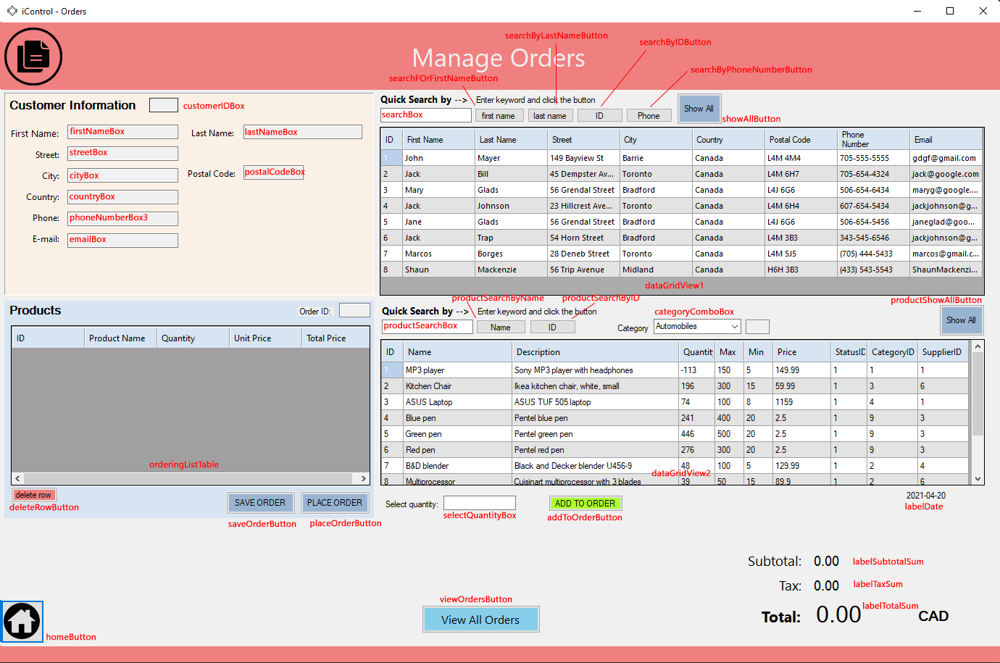 iControl - Orders
Manage Orders
searchByLastNameButton
searchByIDButton
searchByPhoneNumberButton
searchFOrFirstNameButton
Customer Information
customerIDBox
First Name: firstNameBox Last Name: lastNameBox
Street: streetBox
City: cityBox Postal Code: postalCodeBox
Country: countryBox
Phone: phoneNumberBox3
E-mail: emailBox
Quick Search by --> Enter keyword and click the button
searchBox first name last name ID Phone Show All
showAllButton
ID First Name Last Name Street City Country Postal Code Phone Number Email
1 John Mayer 149 Bayview St Barrie Canada L4M 4M4 705-555-5555 gdgf@gmail.com
2 Jack Bill 45 Dempster Av... Toronto Canada L4M 6H7 705-654-4324 jack@google.com
3 Mary Glads 56 Grendal Street Bradford Canada L4J 6G6 506-654-6434 maryg@google....
4 Jack Johnson 23 Hillcrest Ave... Toronto Canada L4M 6H4 607-654-5434 jackjohnson@g...
5 Jane Glads 56 Grendal Street Bradford Canada L4J 6G6 506-654-5456 janeglad@goo...
6 Jack Trap 54 Horn Street Bradford Canada L4M 3B3 343-545-6546 jackjohnson@g...
7 Marcos Borges 28 Deneb Street Toronto Canada L4M 5J5 (705) 444-5433 marcos@gmail.c...
8 Shaun Mackenzie 56 Trip Avenue Midland Canada H6H 3B3 (433) 543-5543 ShaunMackenzi...
dataGridView1
Products Order ID:
ID Product Name Quantity Unit Price Total Price
orderingListTable
delete row
deleteRowButton
SAVE ORDER PLACE ORDER
saveOrderButton placeOrderButton
productSearchByName productSearchByID productShowAllButton
Quick Search by --> Enter keyword and click the button categoryComboBox
productSearchBox Name ID Category Automobiles Show All
ID Name Description Quantity Max Min Price StatusID CategoryID SupplierID
1 MP3 player Sony MP3 player with headphones -113 150 5 149.99 1 1 1
2 Kitchen Chair Ikea kitchen chair, white, small 196 300 15 59.99 1 3 6
3 ASUS Laptop ASUS TUF 505 laptop 74 100 8 1159 1 4 1
4 Blue pen Pentel blue pen 241 400 20 2.5 1 9 3
5 Green pen Pentel green pen 446 500 20 2.5 1 9 3
6 Red pen Pentel red pen 276 300 20 2.5 1 9 3
7 B&D blender Black and Decker blender U456-9 48 100 5 129.99 1 2 4
dataGridView2
8 Multiprocessor Cuisinart multiprocessor with 3 blades 39 50 15 89.9 1 2 6
Select quantity: ADD TO ORDER
selectQuantityBox addToOrderButton
2021-04-20
labelDate
Subtotal: 0.00 labelSubtotalSum
Tax: 0.00 labelTaxSum
Total: 0.00 labelTotalSum CAD
viewOrdersButton
View All Orders
homeButton